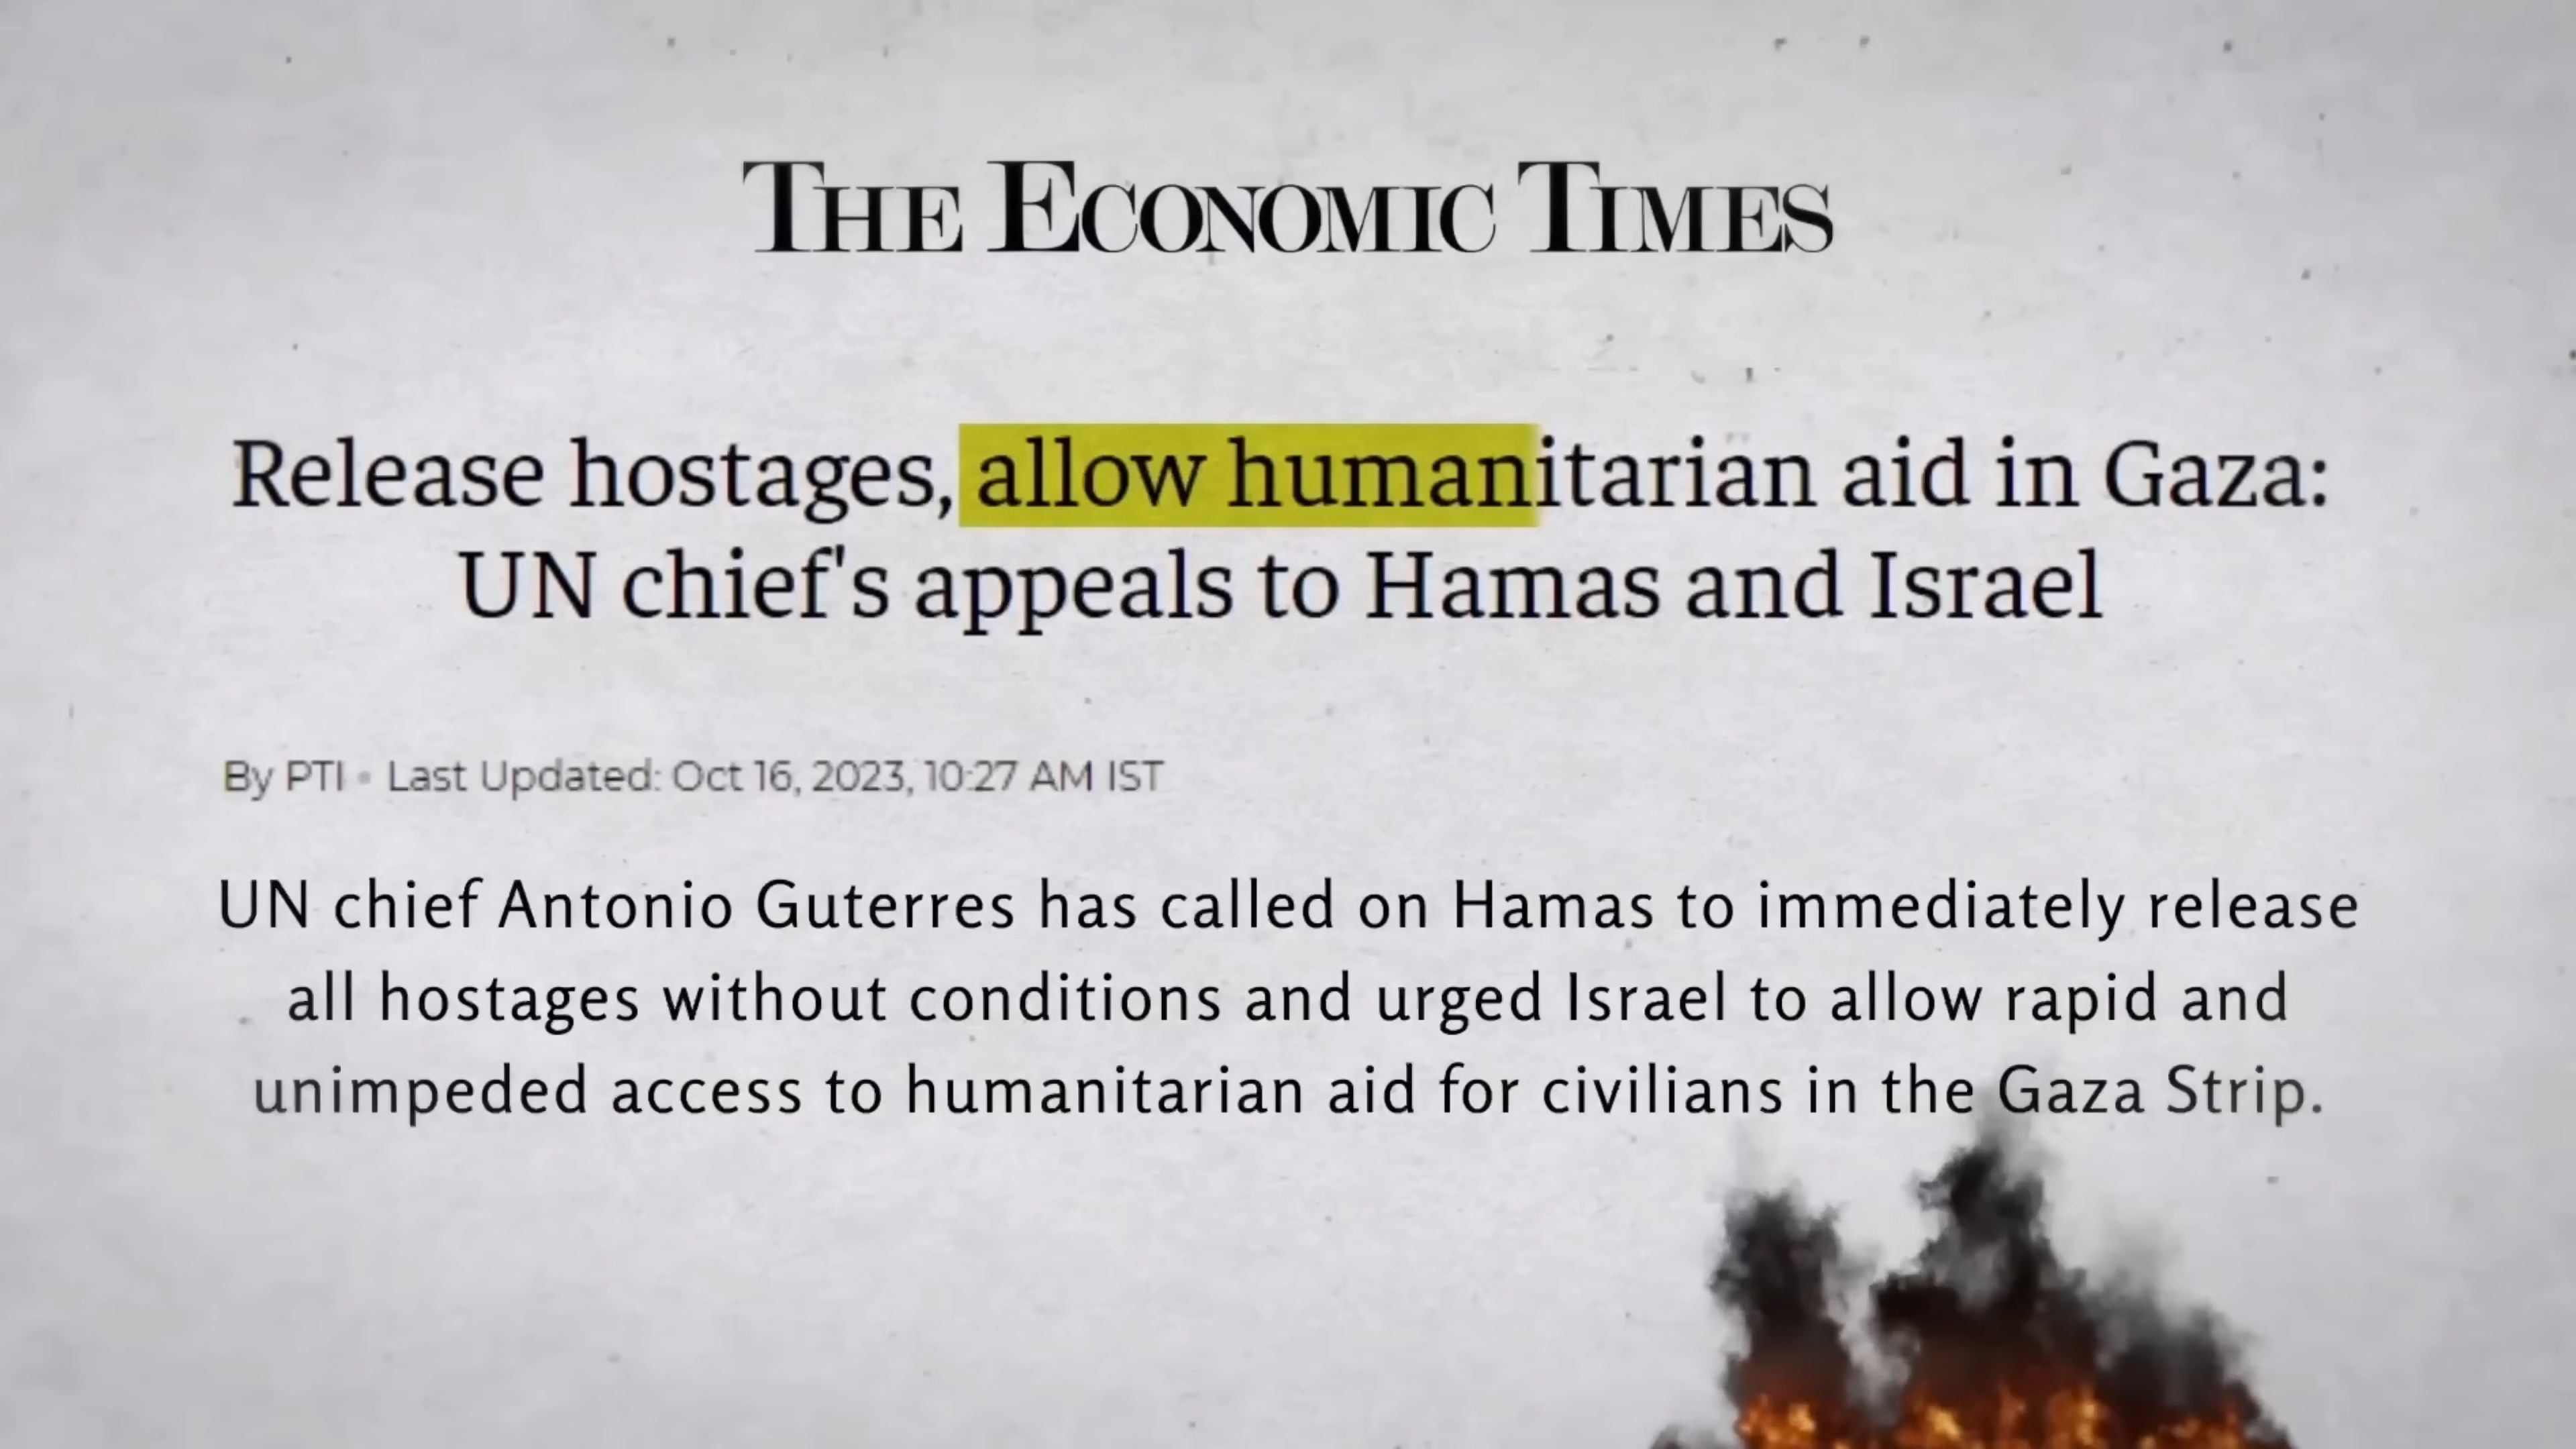 THE ECONOMIC TIMES
Release hostages, allow humanitarian aid in Gaza:
UN chief's appeals to Hamas and Israel
By PTI • Last Updated: Oct 16, 2023, 10:27 AM IST
UN chief Antonio Guterres has called on Hamas to immediately release
all hostages without conditions and urged Israel to allow rapid and
unimpeded access to humanitarian aid for civilians in the Gaza Strip.